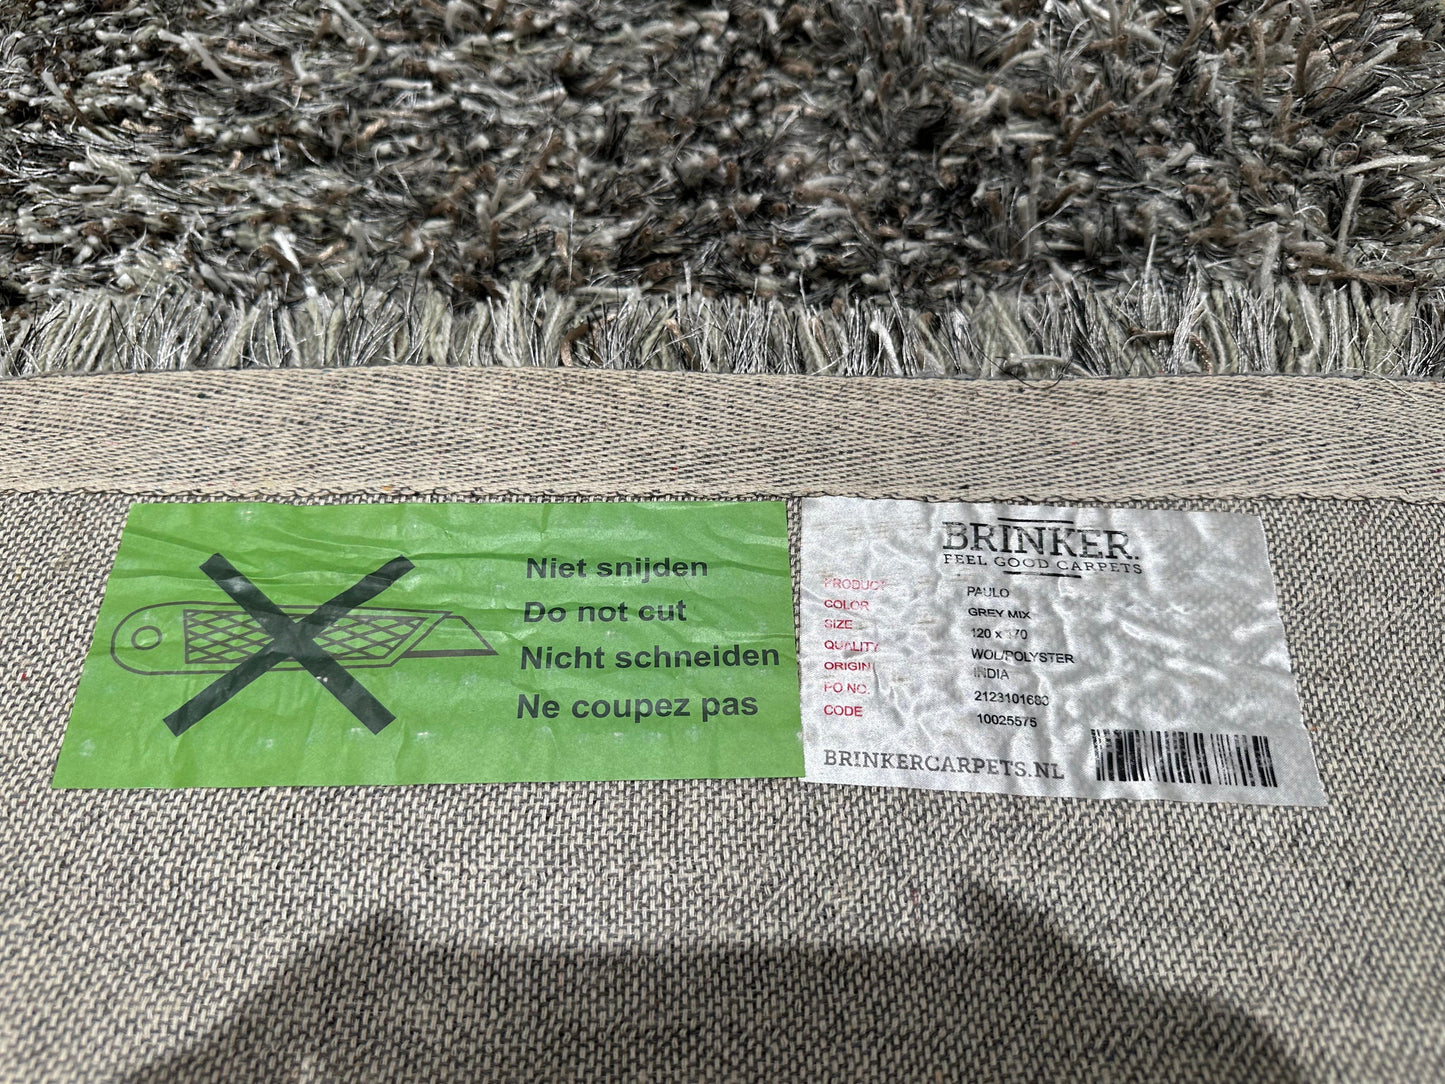 Niet snijden
Do not cut
Nicht schneiden
Ne coupez pas
BRINKER.
FEEL GOOD CARPETS
PRODUCT PAULO
COLOR GREY MIX
SIZE 120 x 170
QUALITY WOL/POLYSTER
ORIGIN INDIA
PO NO. 2123101680
CODE 10025575
BRINKERCARPETS.NL